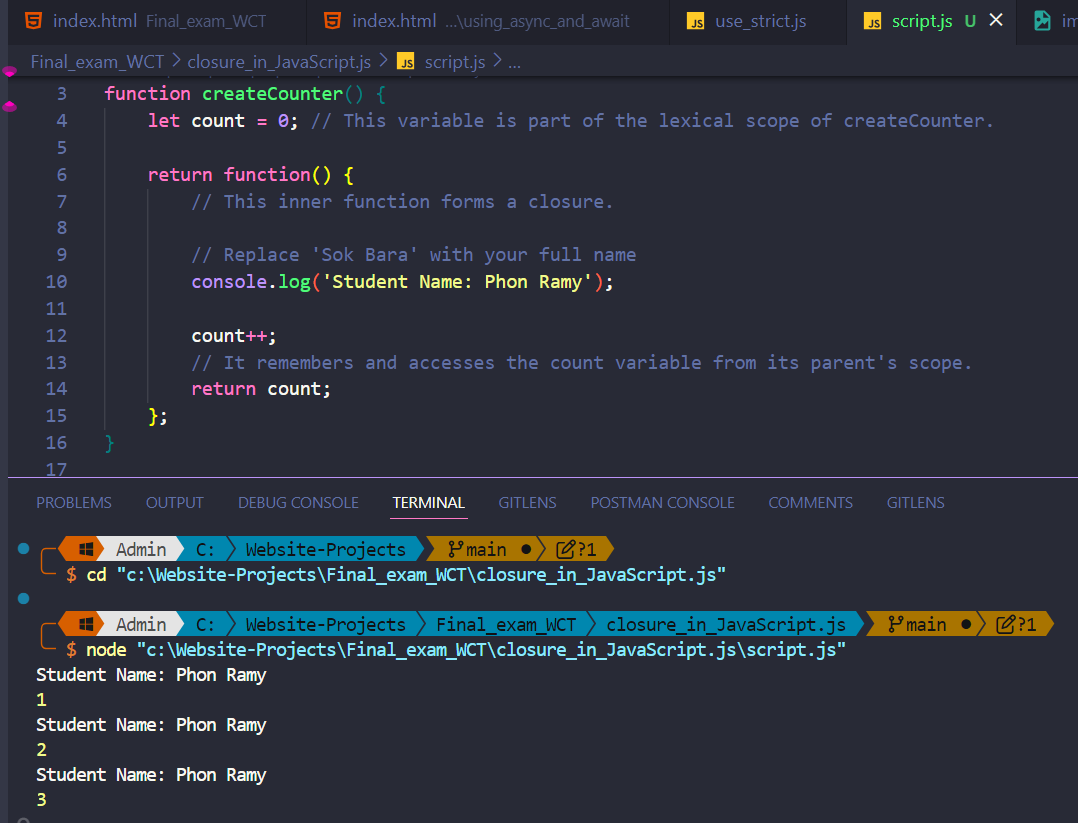 index.html Final_exam_WCT index.html ...\using_async_and_await JS use_strict.js JS script.js U
Final_exam_WCT > closure_in_JavaScript.js > JS script.js > ...
3 function createCounter() {
4 let count = 0; // This variable is part of the lexical scope of createCounter.
5
6 return function() {
7 // This inner function forms a closure.
8
9 // Replace 'Sok Bara' with your full name
10 console.log('Student Name: Phon Ramy');
11
12 count++;
13 // It remembers and accesses the count variable from its parent's scope.
14 return count;
15 };
16 }
17
PROBLEMS OUTPUT DEBUG CONSOLE TERMINAL GITLENS POSTMAN CONSOLE COMMENTS GITLENS
Admin C: Website-Projects main ● ?1
$ cd "c:\Website-Projects\Final_exam_WCT\closure_in_JavaScript.js"
Admin C: Website-Projects Final_exam_WCT closure_in_JavaScript.js main ● ?1
$ node "c:\Website-Projects\Final_exam_WCT\closure_in_JavaScript.js\script.js"
Student Name: Phon Ramy
1
Student Name: Phon Ramy
2
Student Name: Phon Ramy
3